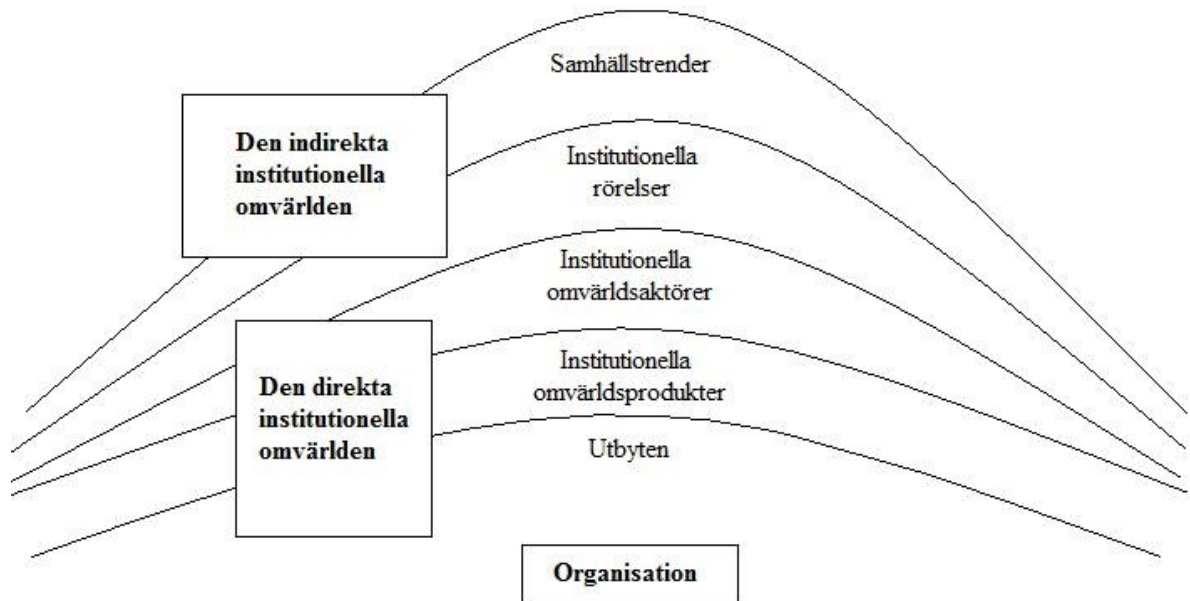 Samhällstrender
Den indirekta
institutionella
omvärlden
Institutionella
rörelser
Institutionella
omvärldsaktörer
Den direkta
institutionella
omvärlden
Institutionella
omvärldsprodukter
Utbyten
Organisation